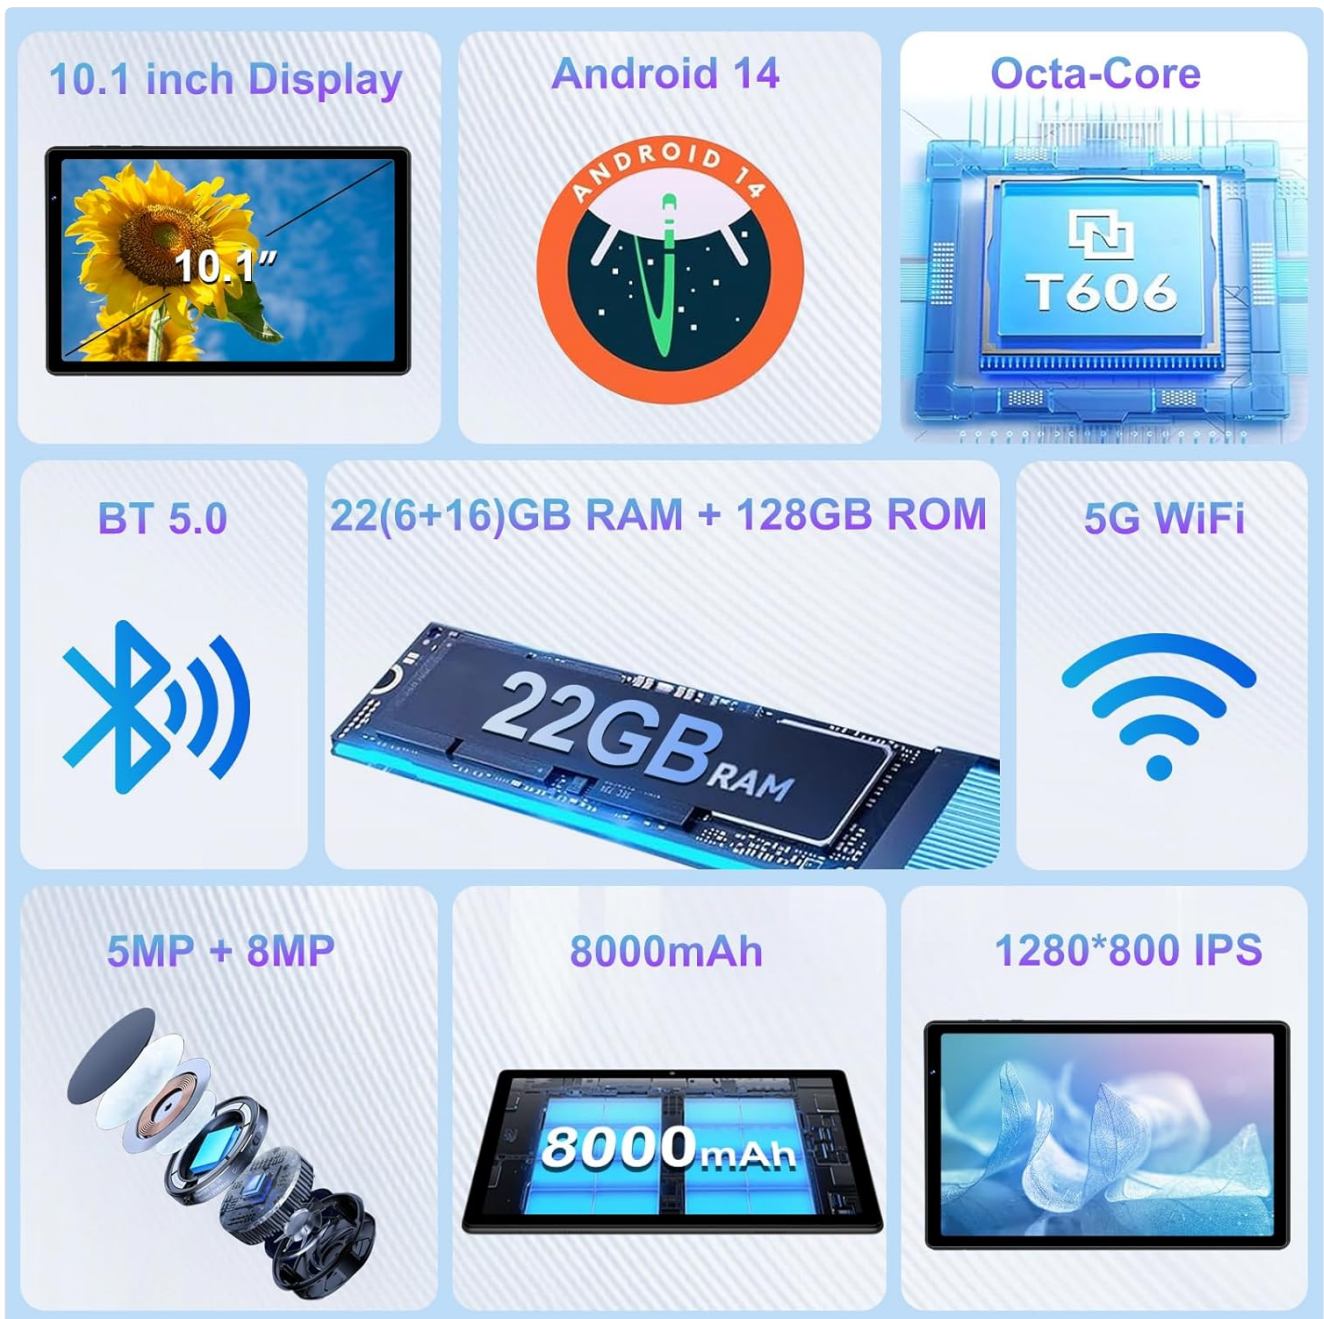 10.1 inch Display
10.1"
Android 14
ANDROID 14
Octa-Core
T606
BT 5.0
22(6+16)GB RAM + 128GB ROM
22GB RAM
5G WiFi
5MP + 8MP
8000mAh
8000mAh
1280*800 IPS